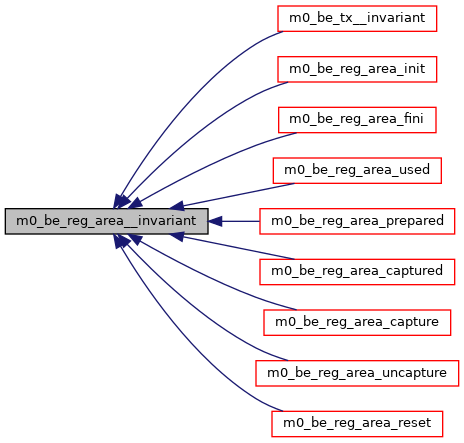 m0_be_tx__invariant
m0_be_reg_area_init
m0_be_reg_area_fini
m0_be_reg_area_used
m0_be_reg_area__invariant
m0_be_reg_area_prepared
m0_be_reg_area_captured
m0_be_reg_area_capture
m0_be_reg_area_uncapture
m0_be_reg_area_reset